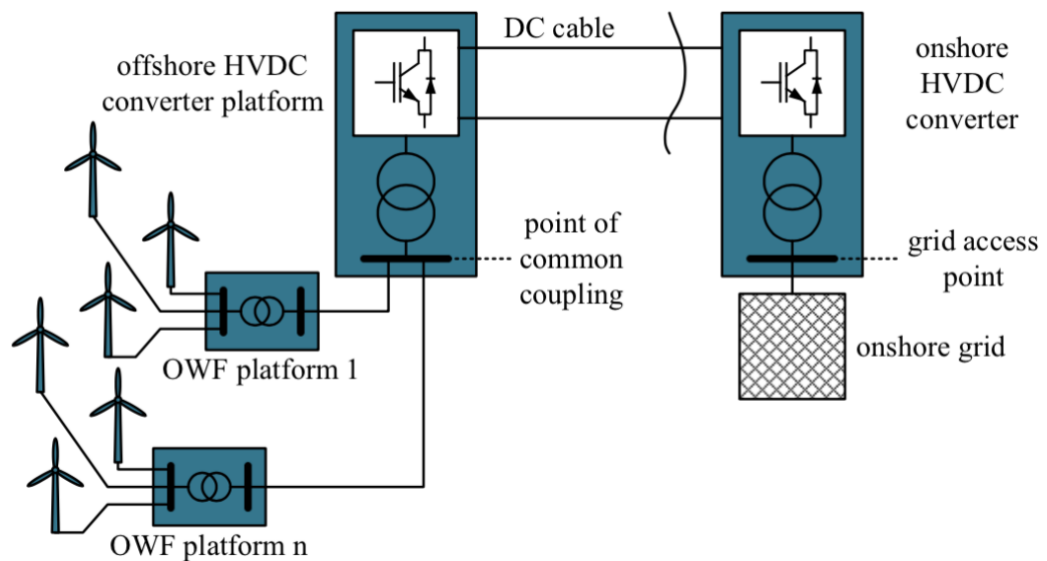 DC cable
offshore HVDC
converter platform
onshore
HVDC
converter
point of
common
coupling
grid access
point
OWF platform 1
onshore grid
OWF platform n